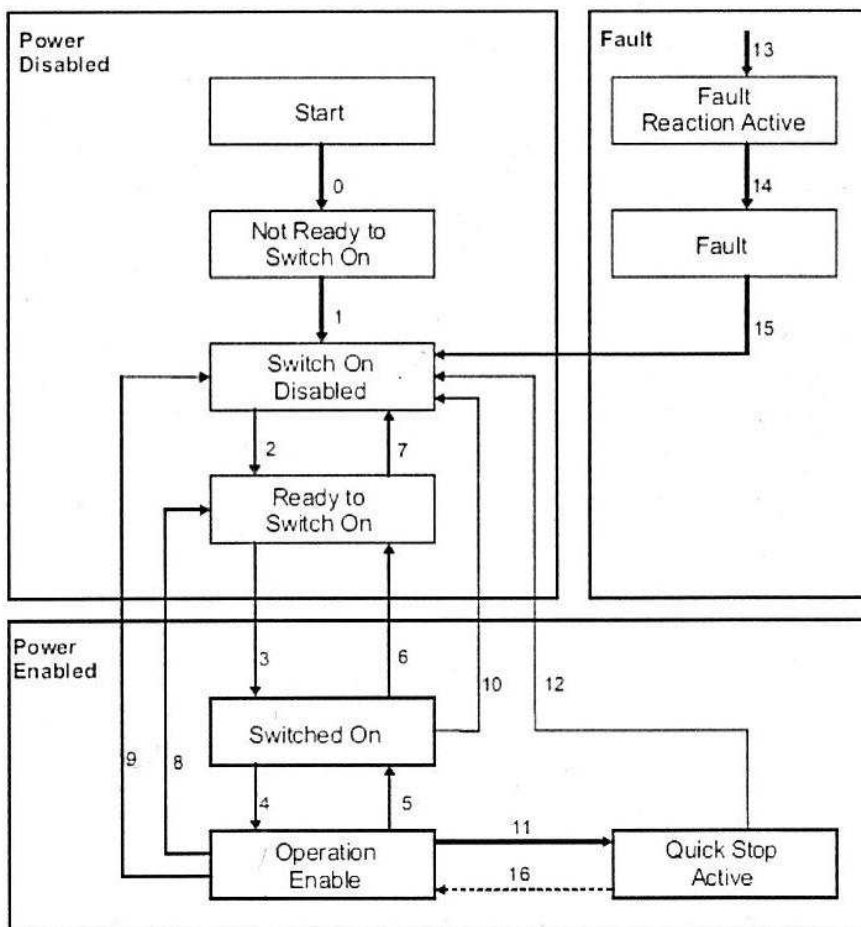 Power
Disabled
Start
0
Not Ready to
Switch On
1
Switch On
Disabled
2
7
Ready to
Switch On
Fault
13
Fault
Reaction Active
14
Fault
15
Power
Enabled
3
6
10
12
Switched On
9
8
4
5
11
Operation
Enable
16
Quick Stop
Active